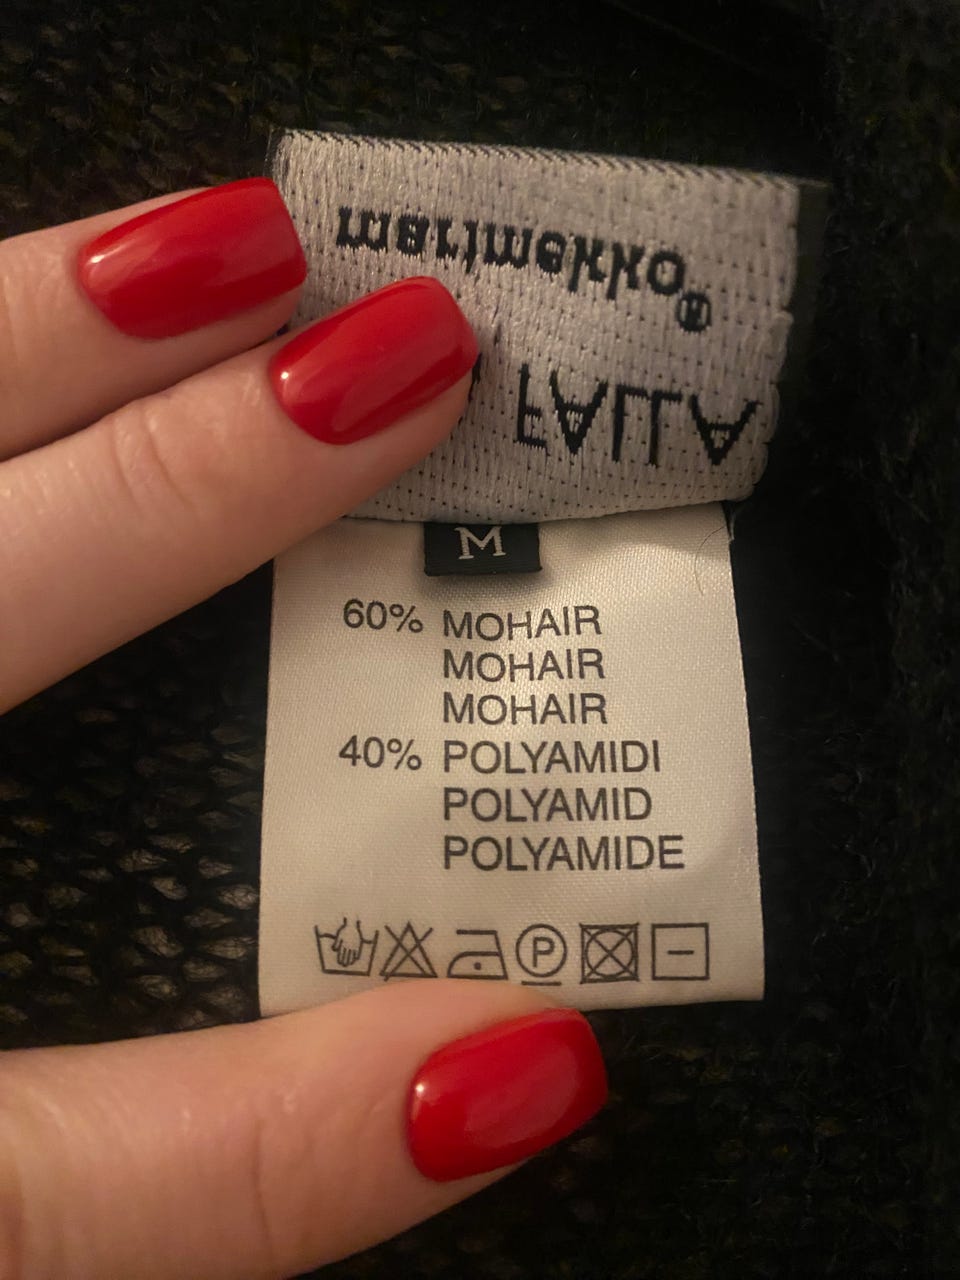 marimekko®
FALLA
M
60% MOHAIR
MOHAIR
MOHAIR
40% POLYAMIDI
POLYAMID
POLYAMIDE
P